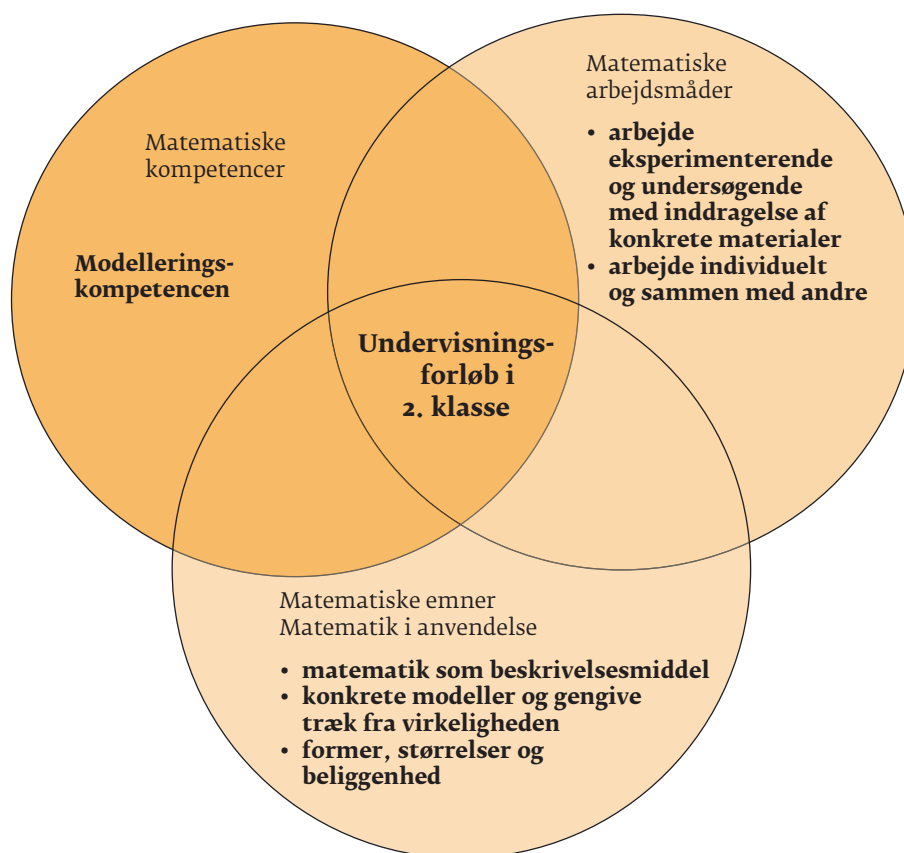 Matematiske
kompetencer
Modellerings-
kompetencen
Matematiske
arbejdsmåder
• arbejde
eksperimenterende
og undersøgende
med inddragelse af
konkrete materialer
• arbejde individuelt
og sammen med andre
Undervisnings-
forløb i
2. klasse
Matematiske emner
Matematik i anvendelse
• matematik som beskrivelsesmiddel
• konkrete modeller og gengive
træk fra virkeligheden
• former, størrelser og
beliggenhed